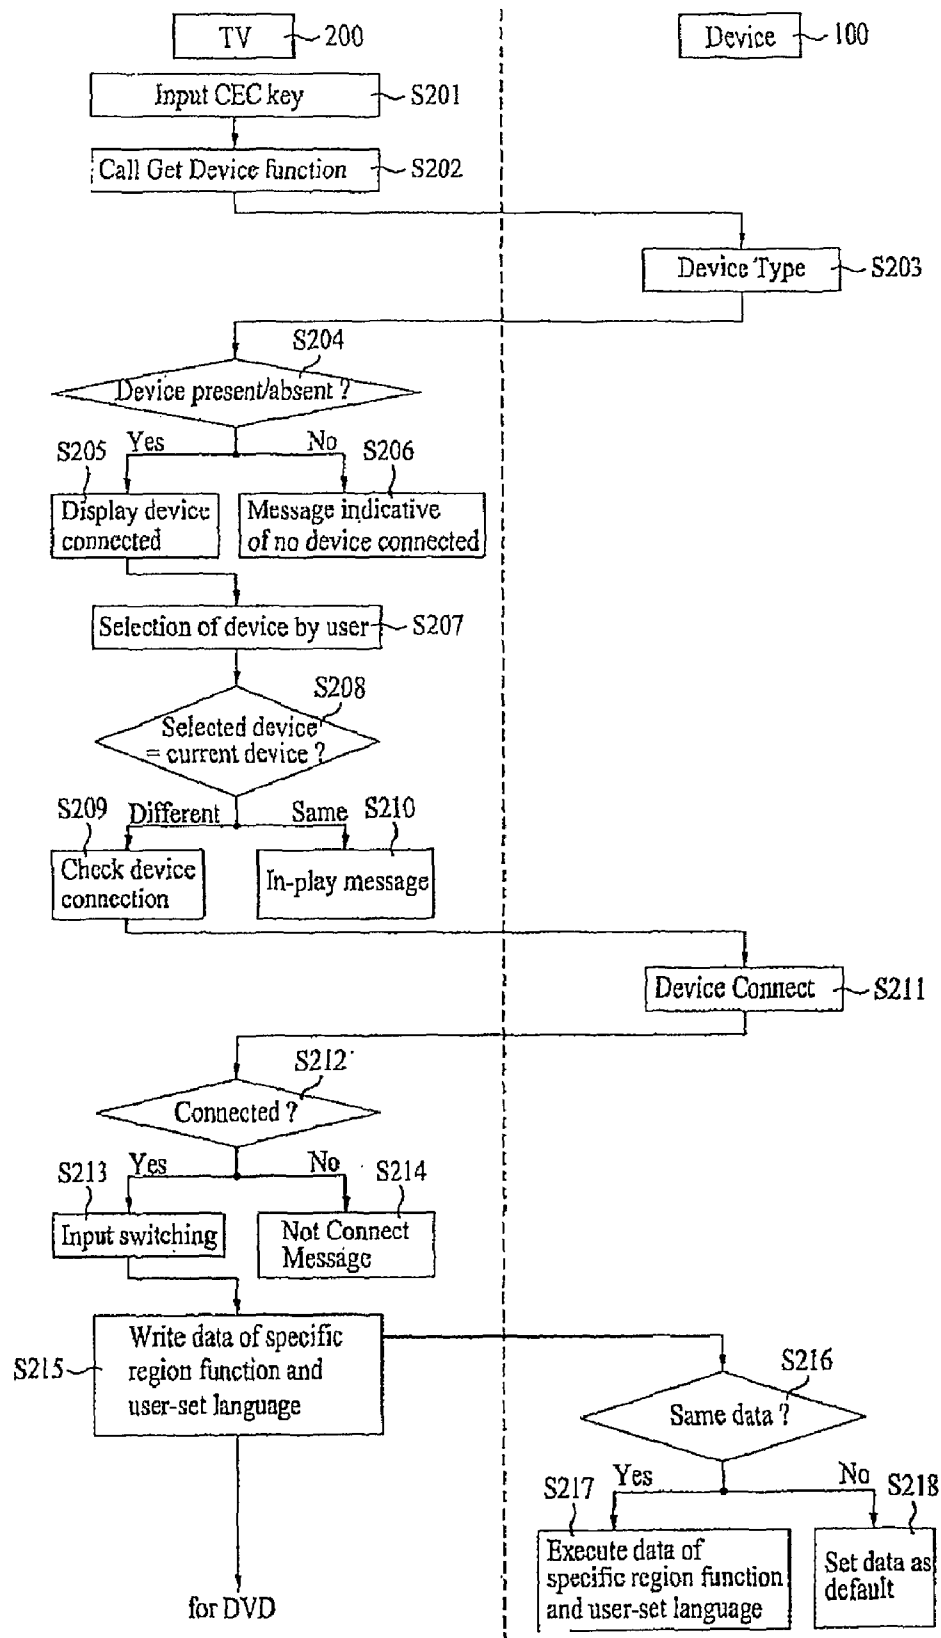 TV
200
Device
100
Input CEC key
S201
Call Get Device function
S202
Device Type
S203
S204
Device present/absent ?
Yes
No
S205
S206
Display device
connected
Message indicative
of no device connected
Selection of device by user
S207
S208
Selected device
= current device ?
S209
Different
Same
S210
Check device
connection
In-play message
Device Connect
S211
S212
Connected ?
S213
Yes
No
S214
Input switching
Not Connect
Message
S215
Write data of specific
region function and
user-set language
S216
Same data ?
S217
Yes
No
S218
Execute data of
specific region function
and user-set language
Set data as
default
for DVD